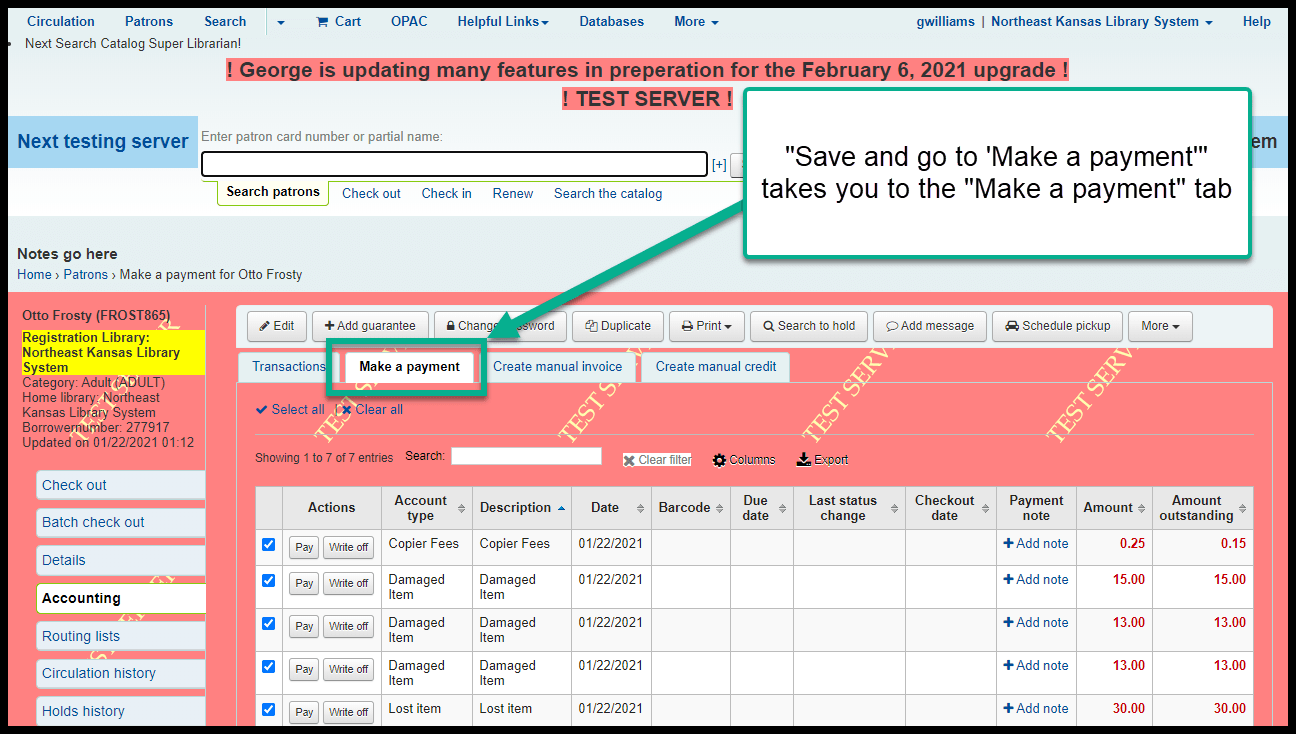 Circulation Patrons Search Cart OPAC Helpful Links Databases More gwilliams | Northeast Kansas Library System Help
Next Search Catalog Super Librarian!
! George is updating many features in preperation for the February 6, 2021 upgrade !
! TEST SERVER !
Next testing server
Enter patron card number or partial name:
[+]
Search patrons Check out Check in Renew Search the catalog
"Save and go to 'Make a payment'"
takes you to the "Make a payment" tab
Notes go here
Home › Patrons › Make a payment for Otto Frosty
Otto Frosty (FROST865)
Registration Library:
Northeast Kansas Library
System
Category: Adult (ADULT)
Home library: Northeast
Kansas Library System
Borrowernumber: 277917
Updated on 01/22/2021 01:12
Check out
Batch check out
Details
Accounting
Routing lists
Circulation history
Holds history
Edit Add guarantee Change password Duplicate Print Search to hold Add message Schedule pickup More
Transactions Make a payment Create manual invoice Create manual credit
Select all Clear all
TEST SERV TEST SERV TEST SERV
Showing 1 to 7 of 7 entries Search: Clear filter Columns Export
Actions Account type Description Date Barcode Due date Last status change Checkout date Payment note Amount Amount outstanding
Pay Write off Copier Fees Copier Fees 01/22/2021 Add note 0.25 0.15
Pay Write off Damaged Item Damaged Item 01/22/2021 Add note 15.00 15.00
Pay Write off Damaged Item Damaged Item 01/22/2021 Add note 13.00 13.00
Pay Write off Damaged Item Damaged Item 01/22/2021 Add note 13.00 13.00
Pay Write off Lost item Lost item 01/22/2021 Add note 30.00 30.00